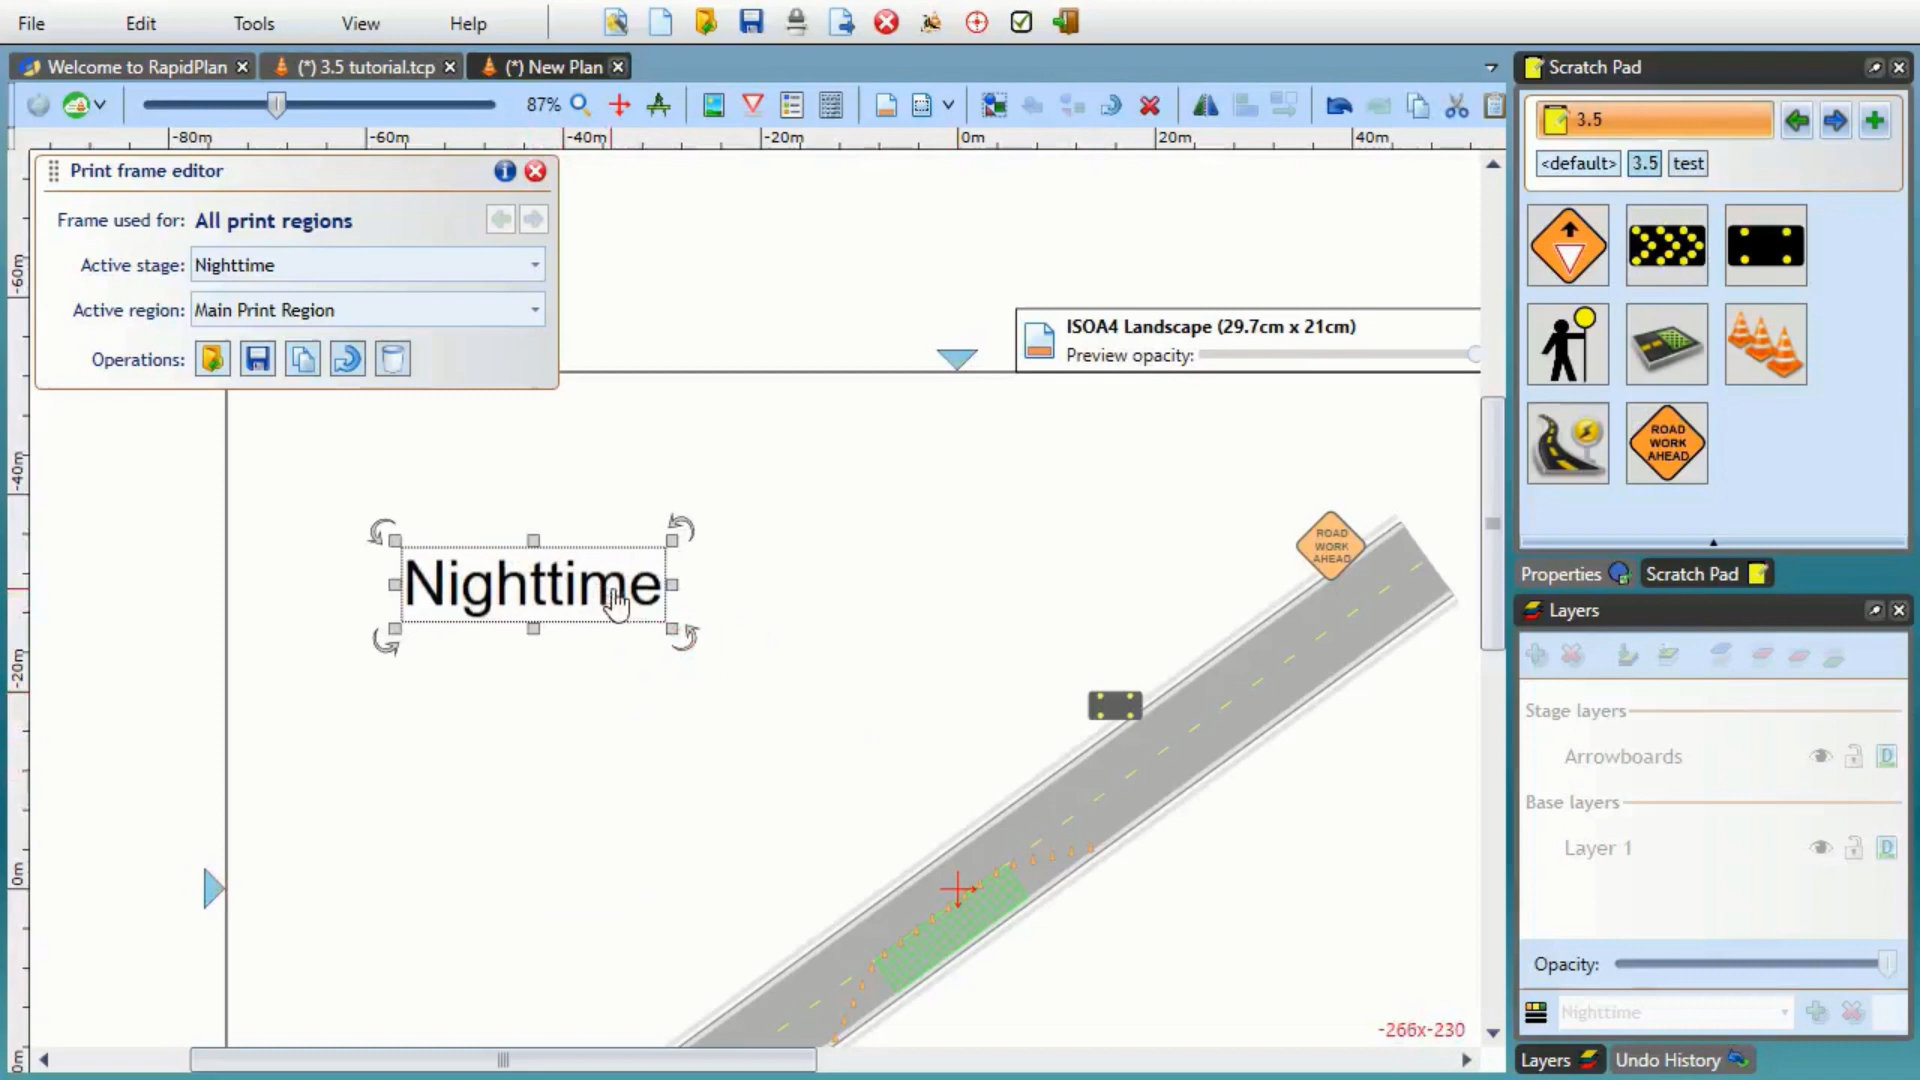 File Edit Tools View Help
Welcome to RapidPlan (*) 3.5 tutorial.tcp (*) New Plan
Scratch Pad
87%
3.5
-80m -60m -40m -20m 0m 20m 40m
<default> 3.5 test
Print frame editor
Frame used for: All print regions
Active stage: Nighttime
Active region: Main Print Region
Operations:
ISOA4 Landscape (29.7cm x 21cm)
Preview opacity:
-60m
-40m
-20m
0m
0m
ROAD
WORK
AHEAD
Nighttime
ROAD
WORK
AHEAD
Properties Scratch Pad
Layers
Stage layers
Arrowboards
D
Base layers
Layer 1
D
Opacity:
Nighttime
-266x-230
Layers Undo History